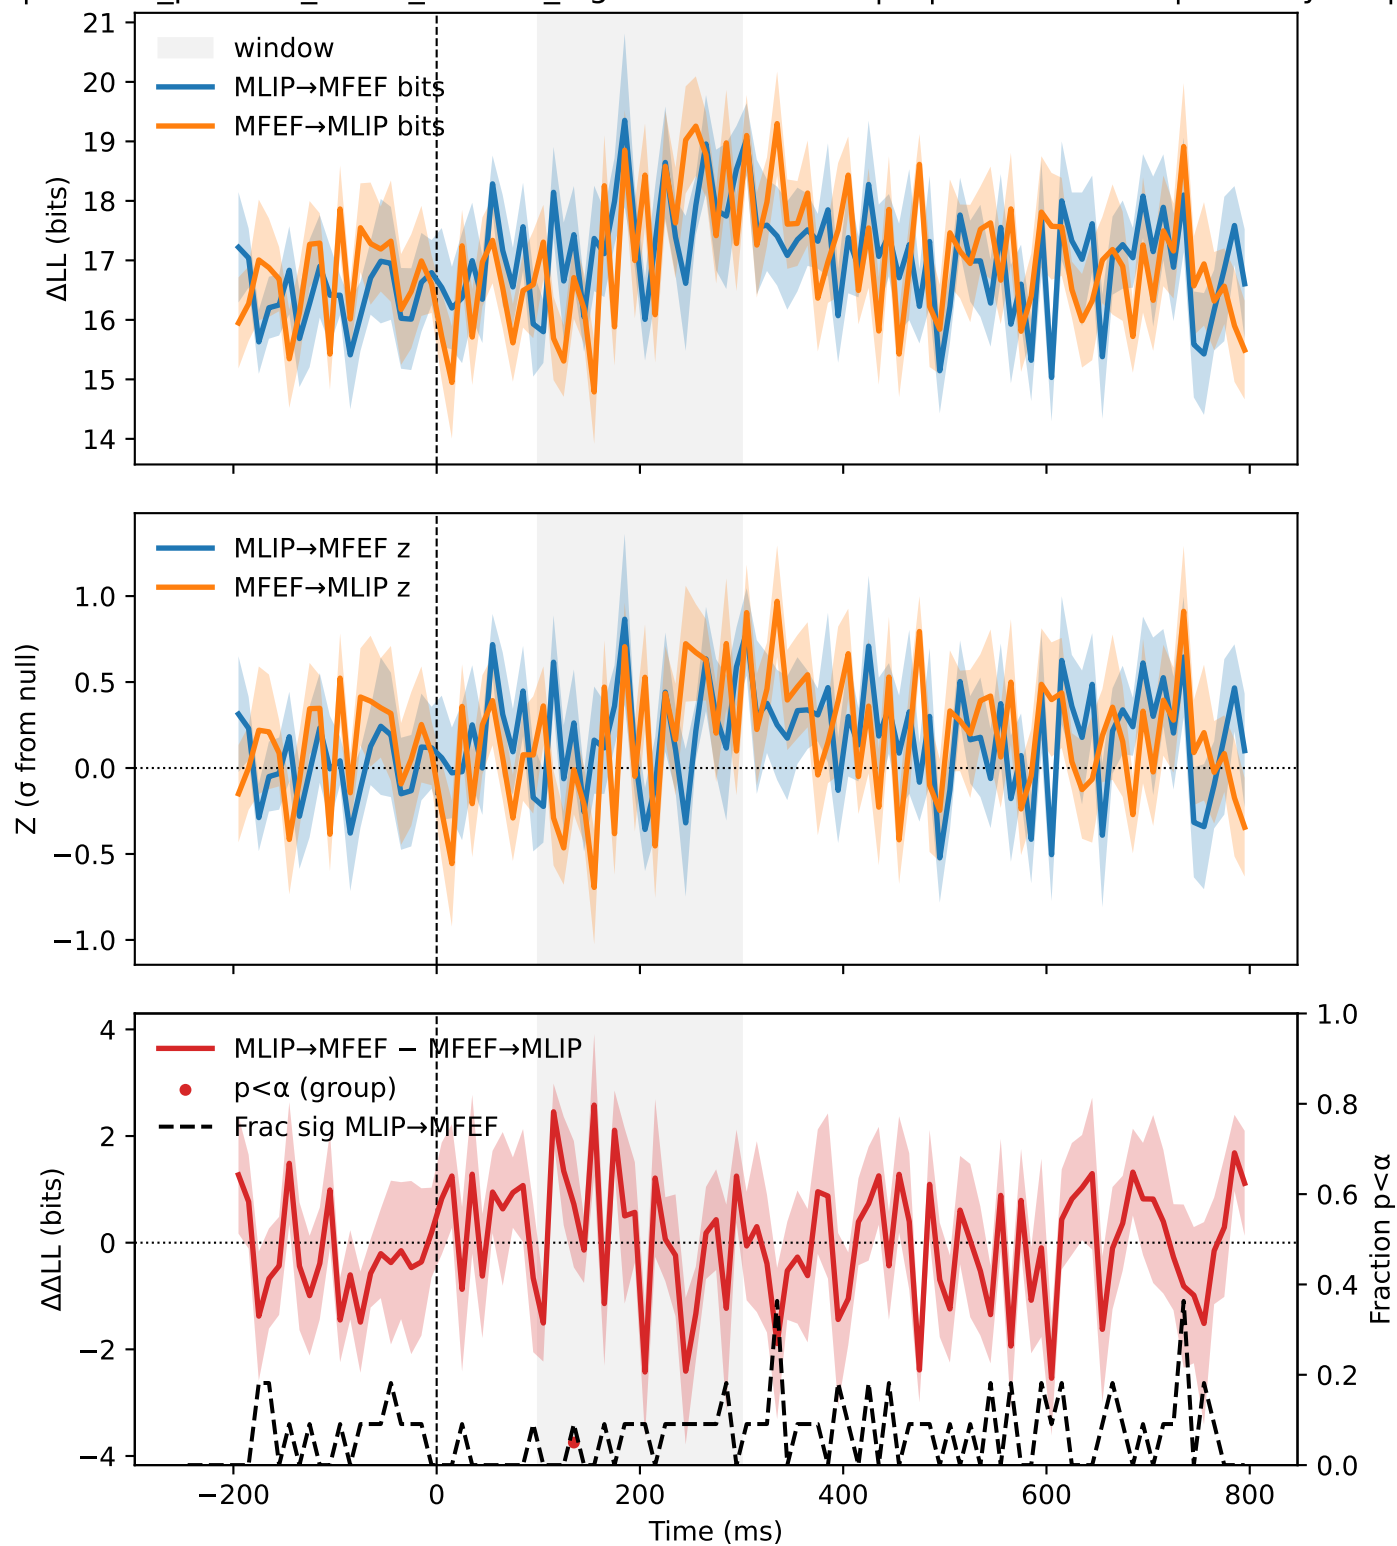 21
20
19
18
17
16
15
14
ΔLL (bits)
window
MLIP→MFEF bits
MFEF→MLIP bits
1.0
0.5
0.0
−0.5
−1.0
Z (σ from null)
MLIP→MFEF z
MFEF→MLIP z
4
2
0
−2
−4
ΔΔLL (bits)
MLIP→MFEF − MFEF→MLIP
p<α (group)
Frac sig MLIP→MFEF
1.0
0.8
0.6
0.4
0.2
0.0
Fraction p<α
−200
0
200
400
600
800
Time (ms)